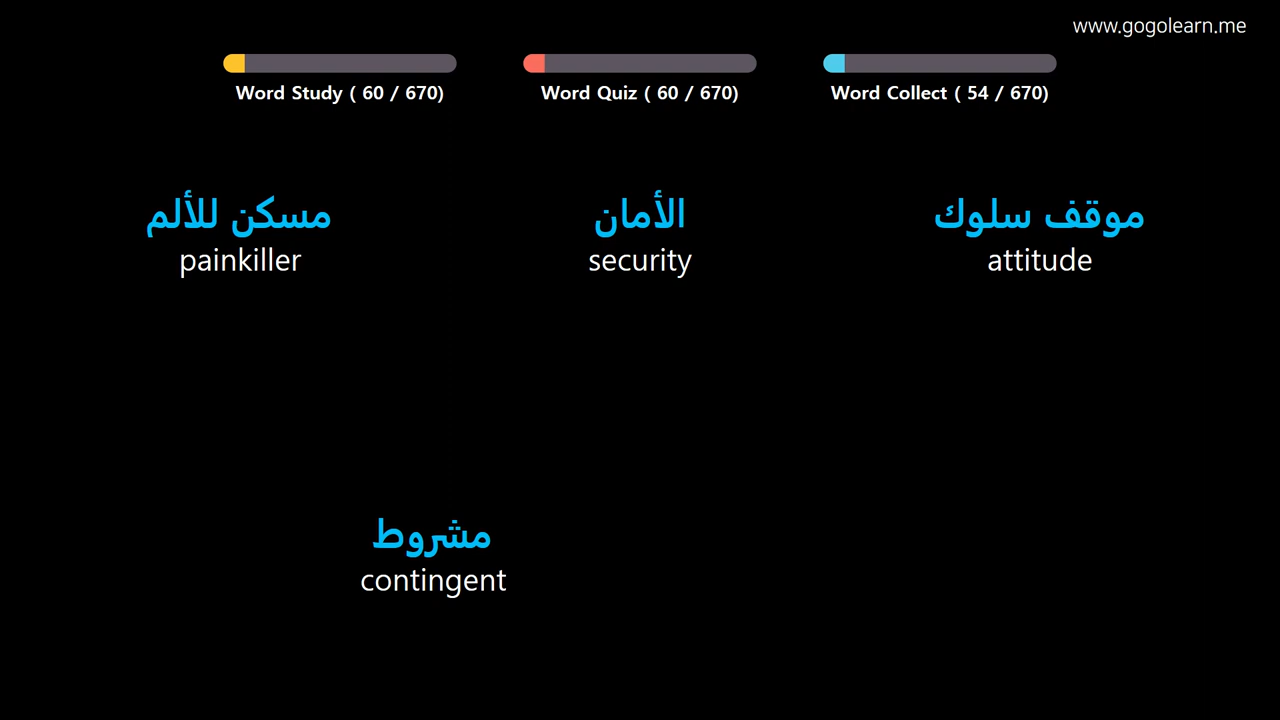 www.gogolearn.me
Word Study ( 60 / 670)
Word Quiz ( 60 / 670)
Word Collect ( 54 / 670)
مسكن للألم
painkiller
الأمان
security
موقف سلوك
attitude
مشروط
contingent